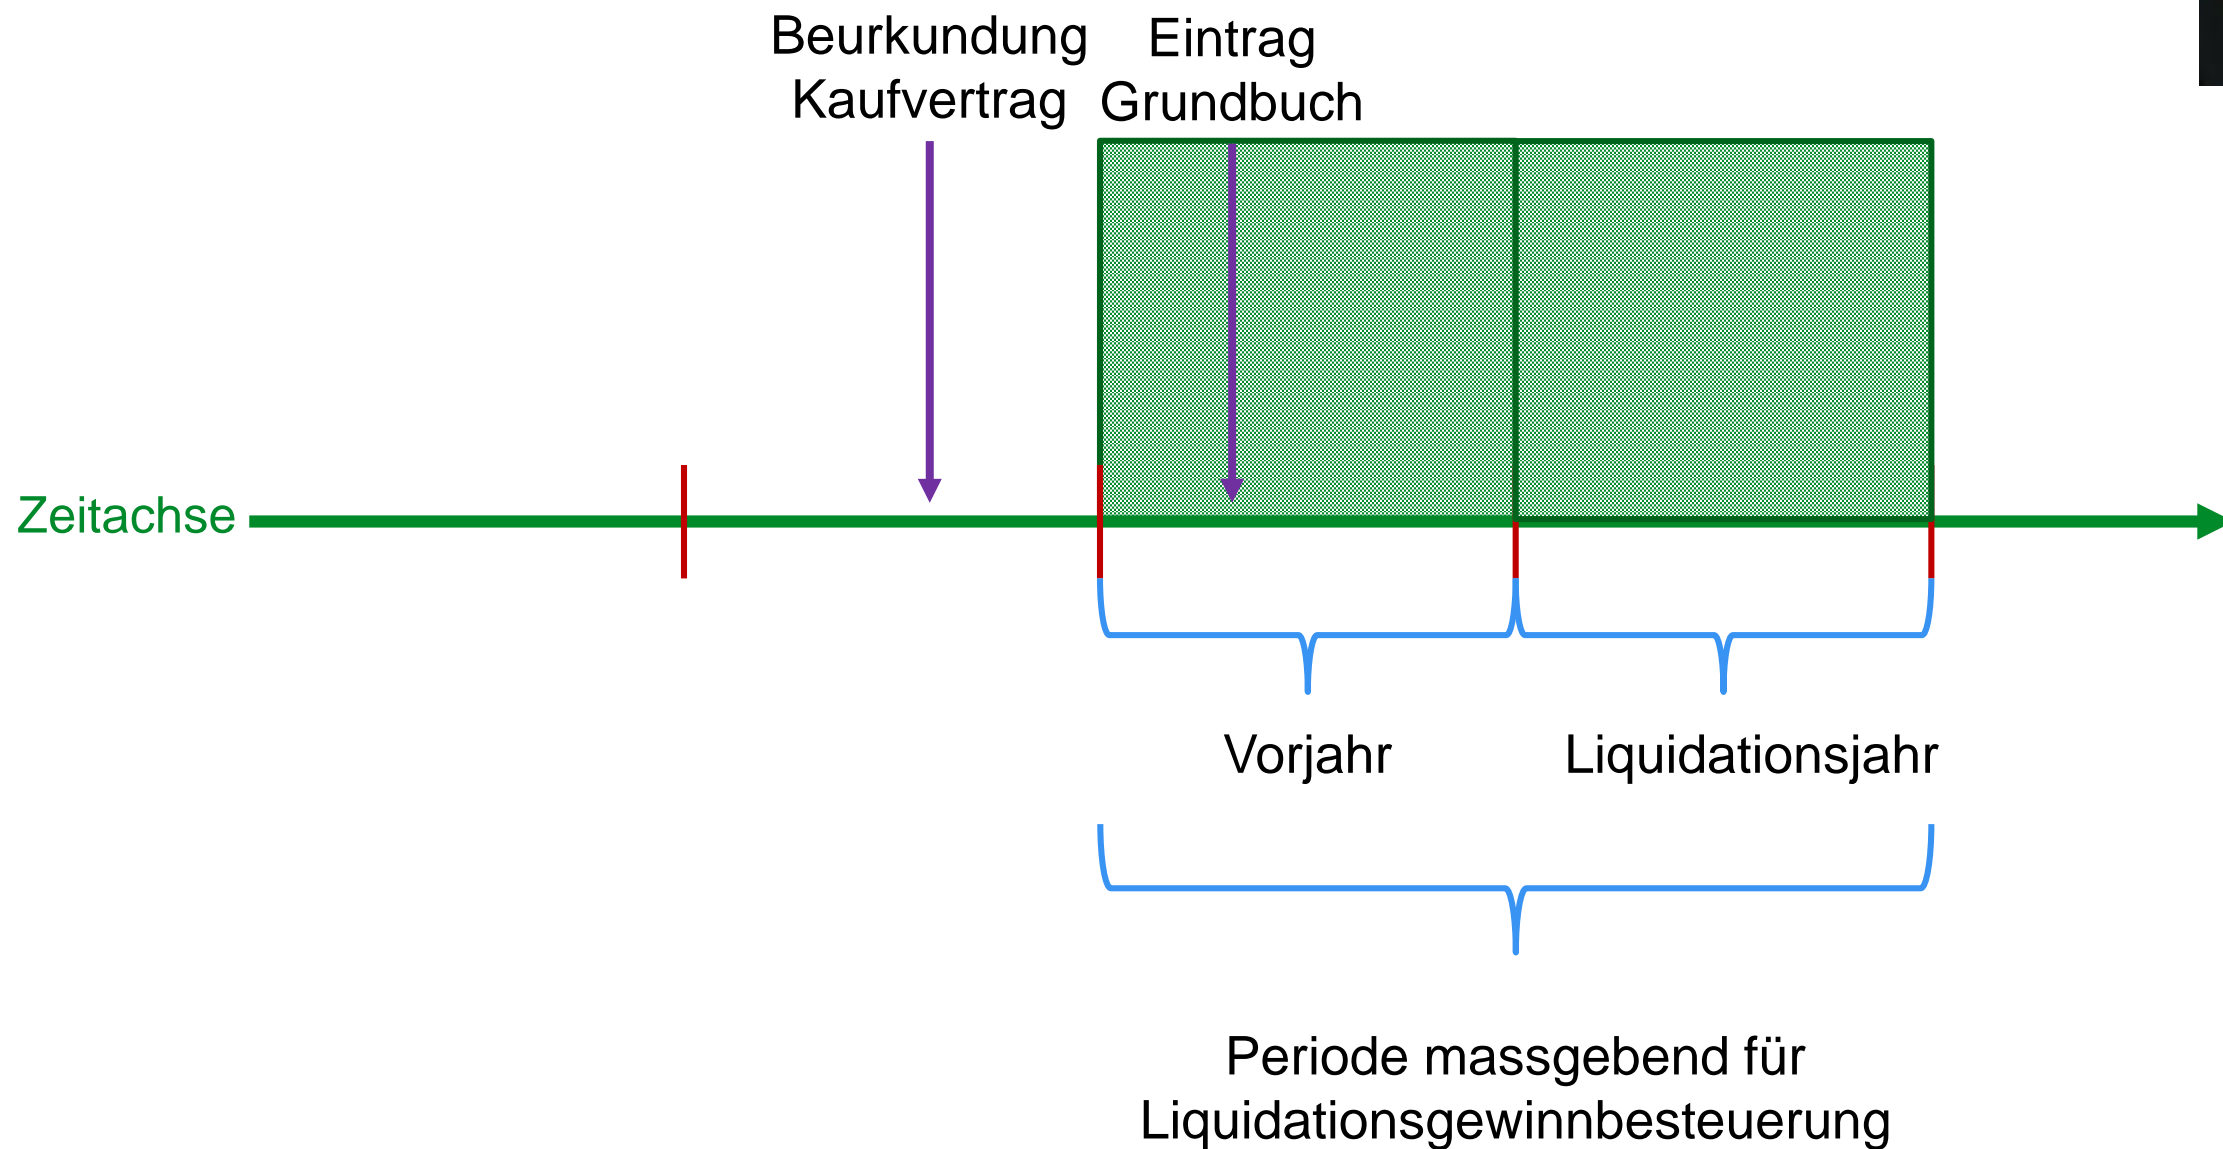 Beurkundung
Kaufvertrag
Eintrag
Grundbuch
Zeitachse
Vorjahr
Liquidationsjahr
Periode massgebend für
Liquidationsgewinnbesteuerung